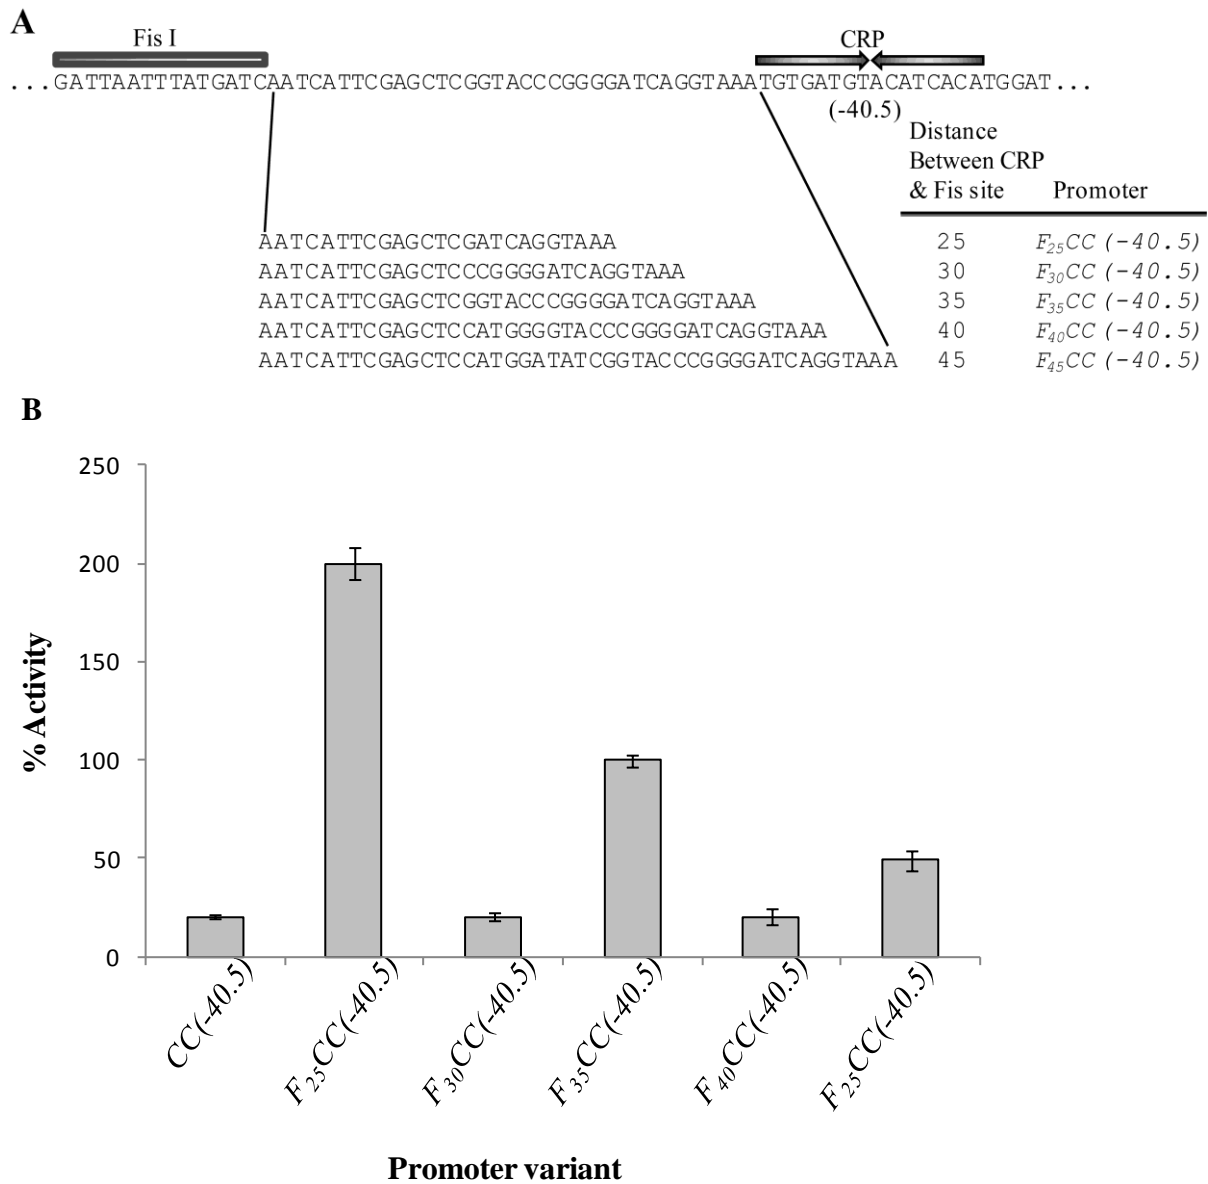 A
Fis I
CRP
...GATTAATTTATGATCAATCATTCGAGCTCGGTACCCGGGGATCAGGTAAATGTGATGTACATCACATGGAT...
(-40.5)
Distance
Between CRP
& Fis site Promoter
AATCATTCGAGCTCGATCAGGTAAA 25 F25CC (-40.5)
AATCATTCGAGCTCCCGGGGATCAGGTAAA 30 F30CC (-40.5)
AATCATTCGAGCTCGGTACCCGGGGATCAGGTAAA 35 F35CC (-40.5)
AATCATTCGAGCTCCATGGGGTACCCGGGGATCAGGTAAA 40 F40CC (-40.5)
AATCATTCGAGCTCCATGGATATCGGTACCCGGGGATCAGGTAAA 45 F45CC (-40.5)
B
250
200
150
100
50
0
% Activity
CC(-40.5)
F25CC(-40.5)
F30CC(-40.5)
F35CC(-40.5)
F40CC(-40.5)
F25CC(-40.5)
Promoter variant